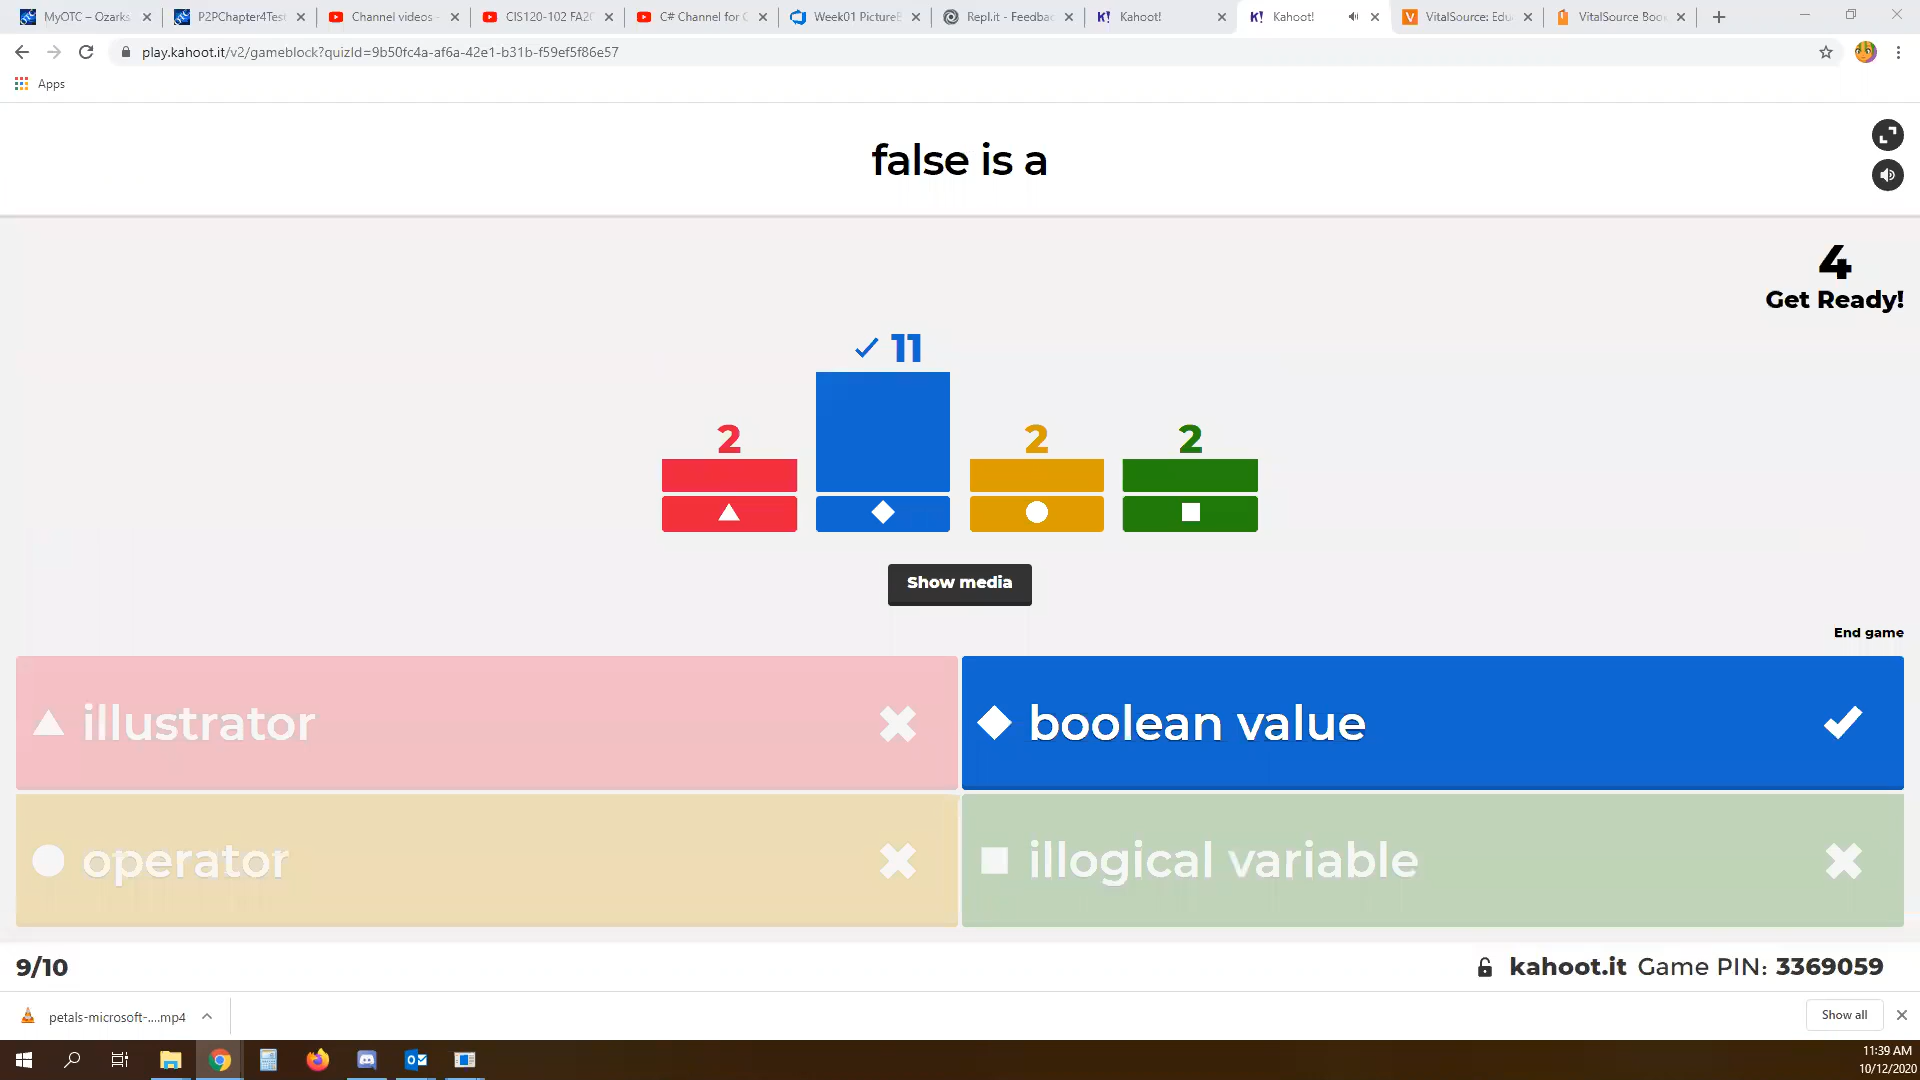 MyOTC – Ozarks
P2PChapter4Test
Channel videos -
CIS120-102 FA20
C# Channel for C
Week01 PictureB
Repl.it - Feedbac
Kahoot!
Kahoot!
VitalSource: Edu
VitalSource Boo
play.kahoot.it/v2/gameblock?quizId=9b50fc4a-af6a-42e1-b31b-f59ef5f86e57
Apps
false is a
4
Get Ready!
11
2
2
2
Show media
End game
illustrator
boolean value
operator
illogical variable
9/10
kahoot.it Game PIN: 3369059
petals-microsoft-....mp4
Show all
11:39 AM
10/12/2020